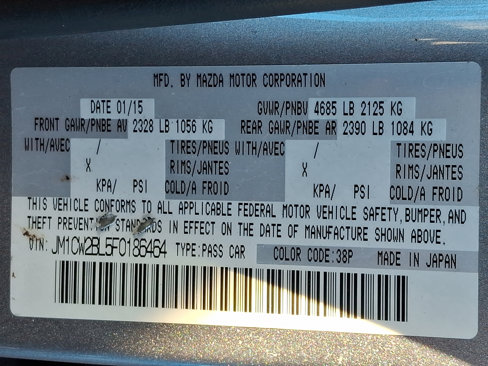 MFD. BY MAZDA MOTOR CORPORATION
DATE 01/15 GVWR/PNBV 4685 LB 2125 KG
FRONT GAWR/PNBE AV 2328 LB 1056 KG REAR GAWR/PNBE AR 2390 LB 1084 KG
WITH/AVEC / TIRES/PNEUS WITH/AVEC / TIRES/PNEUS
X RIMS/JANTES X RIMS/JANTES
KPA/ PSI COLD/A FROID KPA/ PSI COLD/A FROID
THIS VEHICLE CONFORMS TO ALL APPLICABLE FEDERAL MOTOR VEHICLE SAFETY, BUMPER, AND
THEFT PREVENTION STANDARDS IN EFFECT ON THE DATE OF MANUFACTURE SHOWN ABOVE.
VIN: JM1CW2BL5F0186464 TYPE: PASS CAR COLOR CODE: 38P MADE IN JAPAN